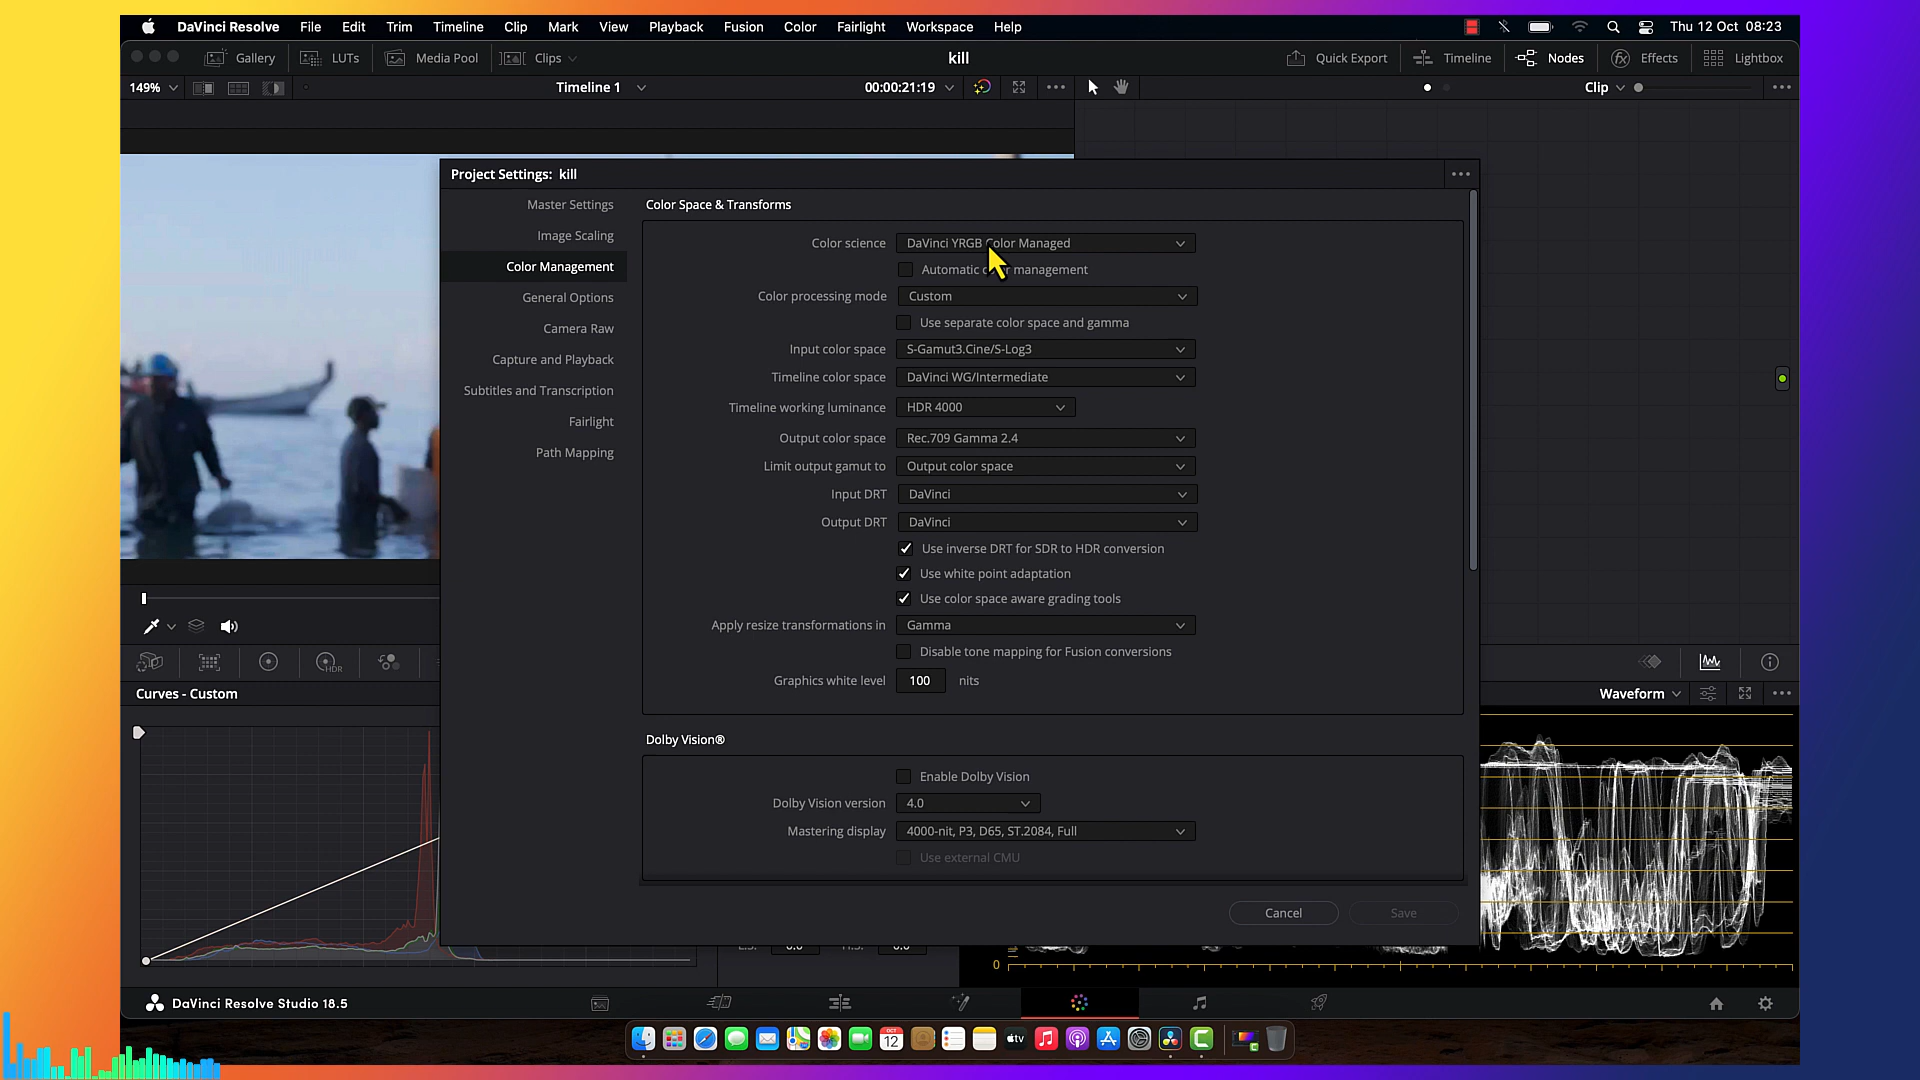 DaVinci Resolve File Edit Trim Timeline Clip Mark View Playback Fusion Color Fairlight Workspace Help Thu 12 Oct 08:23
Gallery LUTs Media Pool Clips kill Quick Export Timeline Nodes Effects Lightbox
149% Timeline 1 00:00:21:19 Clip
Project Settings: kill
Master Settings
Image Scaling
Color Management
General Options
Camera Raw
Capture and Playback
Subtitles and Transcription
Fairlight
Path Mapping
Color Space & Transforms
Color science DaVinci YRGB Color Managed
Automatic color management
Color processing mode Custom
Use separate color space and gamma
Input color space S-Gamut3.Cine/S-Log3
Timeline color space DaVinci WG/Intermediate
Timeline working luminance HDR 4000
Output color space Rec.709 Gamma 2.4
Limit output gamut to Output color space
Input DRT DaVinci
Output DRT DaVinci
Use inverse DRT for SDR to HDR conversion
Use white point adaptation
Use color space aware grading tools
Apply resize transformations in Gamma
Disable tone mapping for Fusion conversions
Graphics white level 100 nits
Dolby Vision®
Enable Dolby Vision
Dolby Vision version 4.0
Mastering display 4000-nit, P3, D65, ST.2084, Full
Use external CMU
Cancel Save
HDR
Curves - Custom
Waveform
0
DaVinci Resolve Studio 18.5
OCT
12
tv